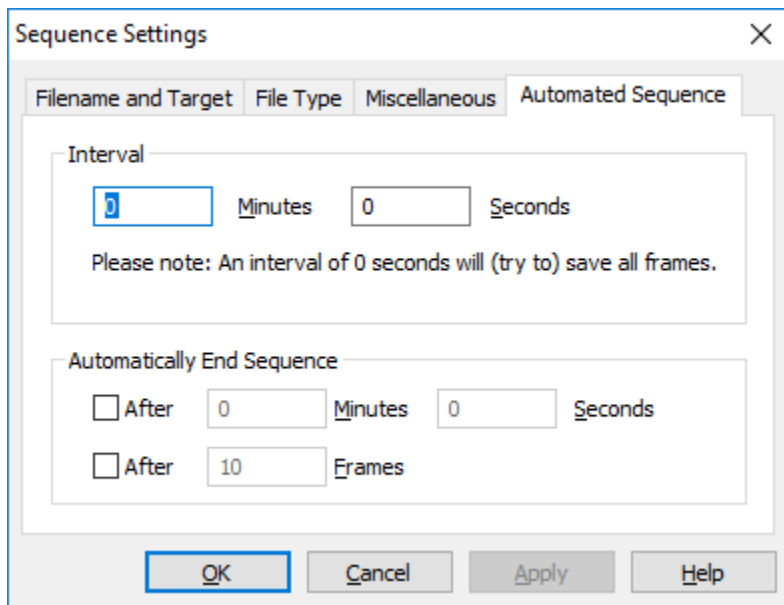 Sequence Settings
Filename and Target File Type Miscellaneous Automated Sequence
Interval
0 Minutes 0 Seconds
Please note: An interval of 0 seconds will (try to) save all frames.
Automatically End Sequence
After 0 Minutes 0 Seconds
After 10 Frames
OK Cancel Apply Help